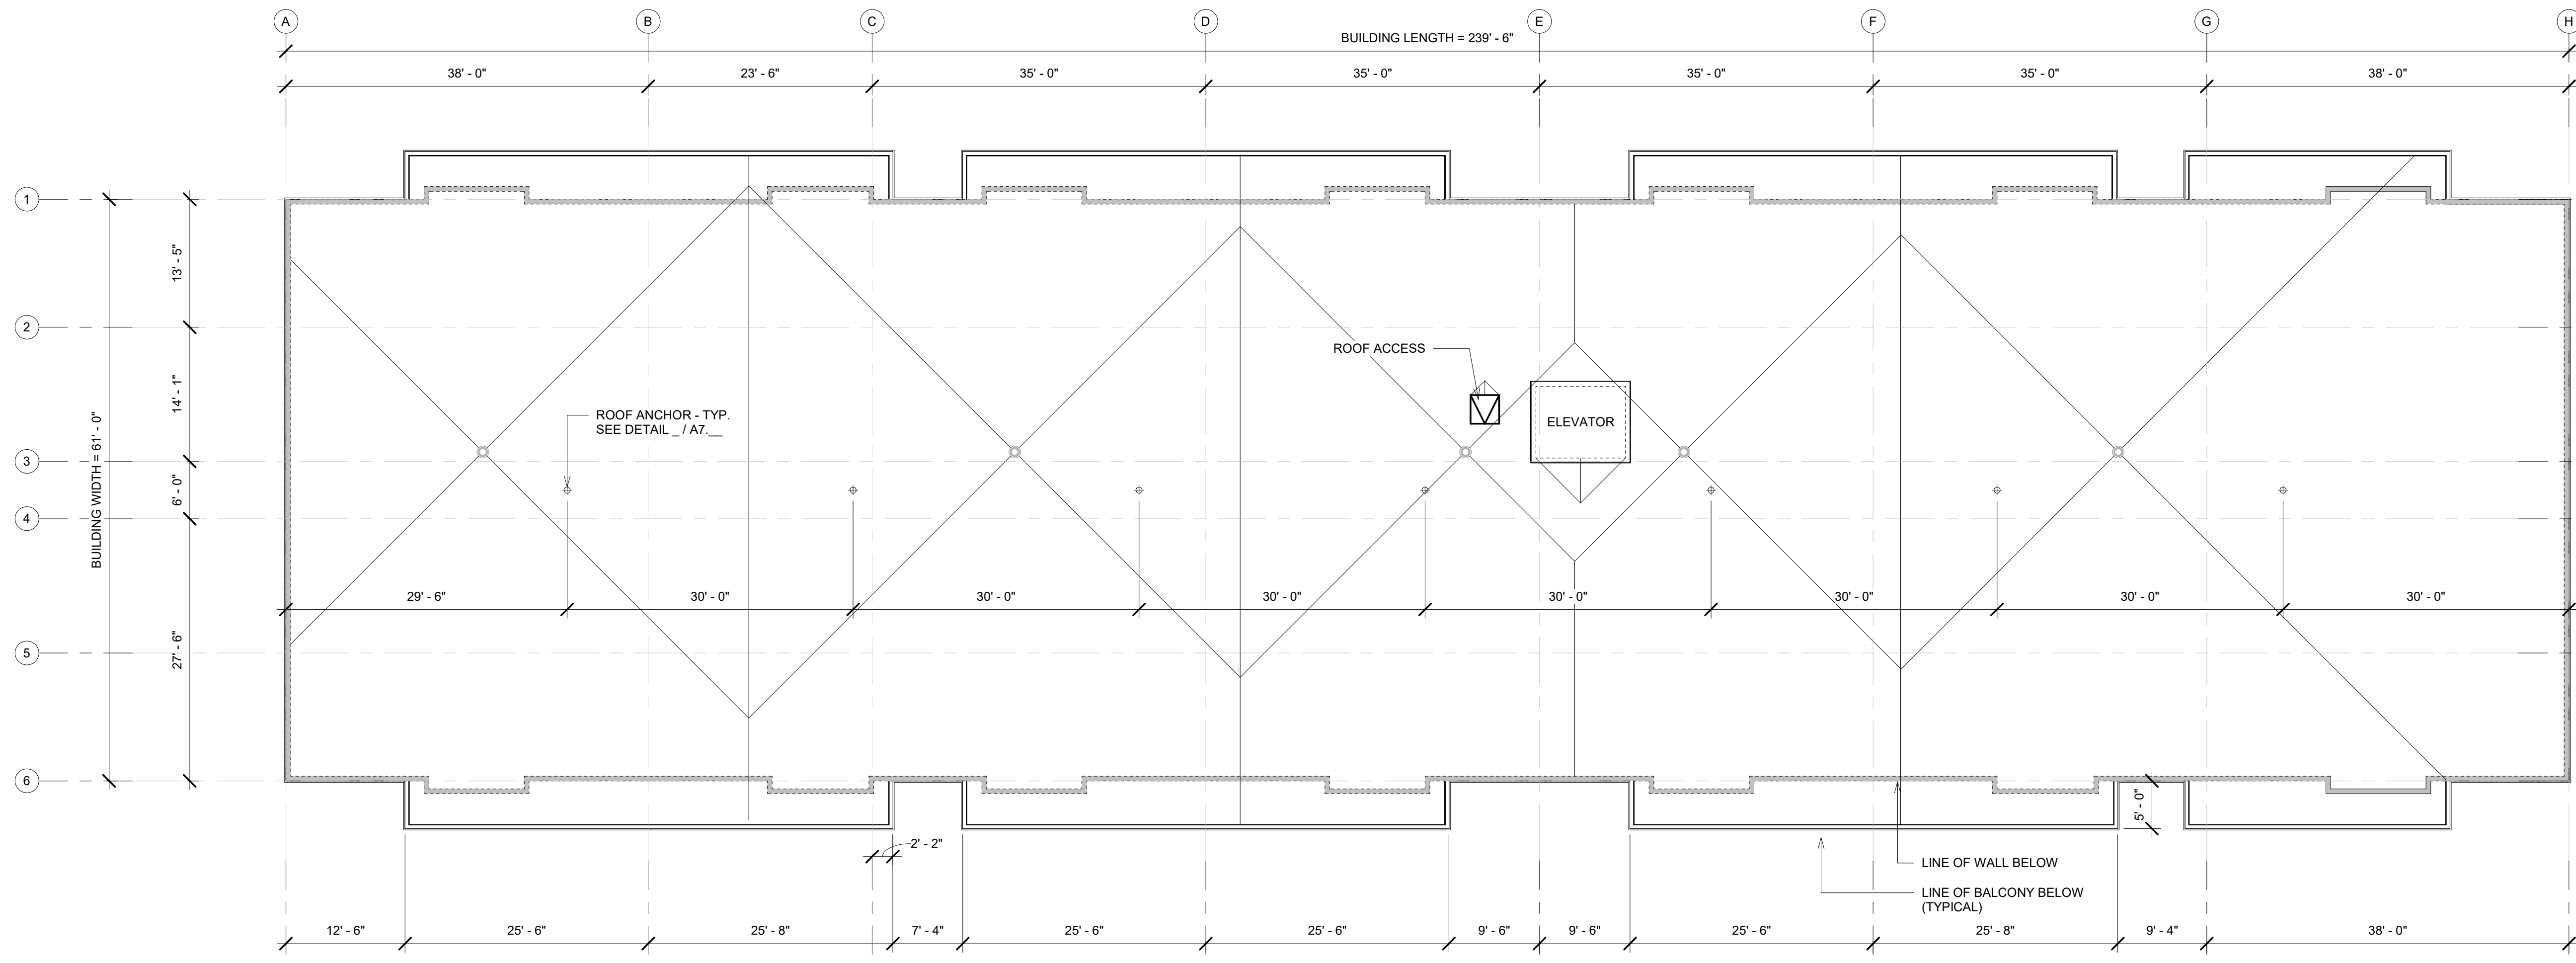 A B C D E F G H
BUILDING LENGTH = 239' - 6"
38' - 0" 23' - 6" 35' - 0" 35' - 0" 35' - 0" 35' - 0" 38' - 0"
1
13' - 5"
2
ROOF ACCESS
14' - 1"
ROOF ANCHOR - TYP.
SEE DETAIL _ / A7.__
ELEVATOR
BUILDING WIDTH = 61' - 0"
3
6' - 0"
4
29' - 6" 30' - 0" 30' - 0" 30' - 0" 30' - 0" 30' - 0" 30' - 0" 30' - 0"
27' - 6"
5
6
5' - 0"
2' - 2"
LINE OF WALL BELOW
LINE OF BALCONY BELOW
(TYPICAL)
12' - 6" 25' - 6" 25' - 8" 7' - 4" 25' - 6" 25' - 6" 9' - 6" 9' - 6" 25' - 6" 25' - 8" 9' - 4" 38' - 0"